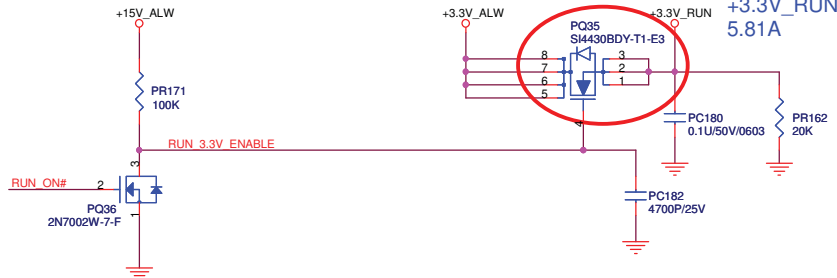 +15V_ALW
+3.3V_ALW
+3.3V_RUN
+3.3V_RUN
5.81A
PQ35
SI4430BDY-T1-E3
8
7
6
5
3
2
1
4
PR171
100K
PC180
0.1U/50V/0603
PR162
20K
RUN_3.3V_ENABLE
3
RUN_ON#
2
1
PQ36
2N7002W-7-F
PC182
4700P/25V